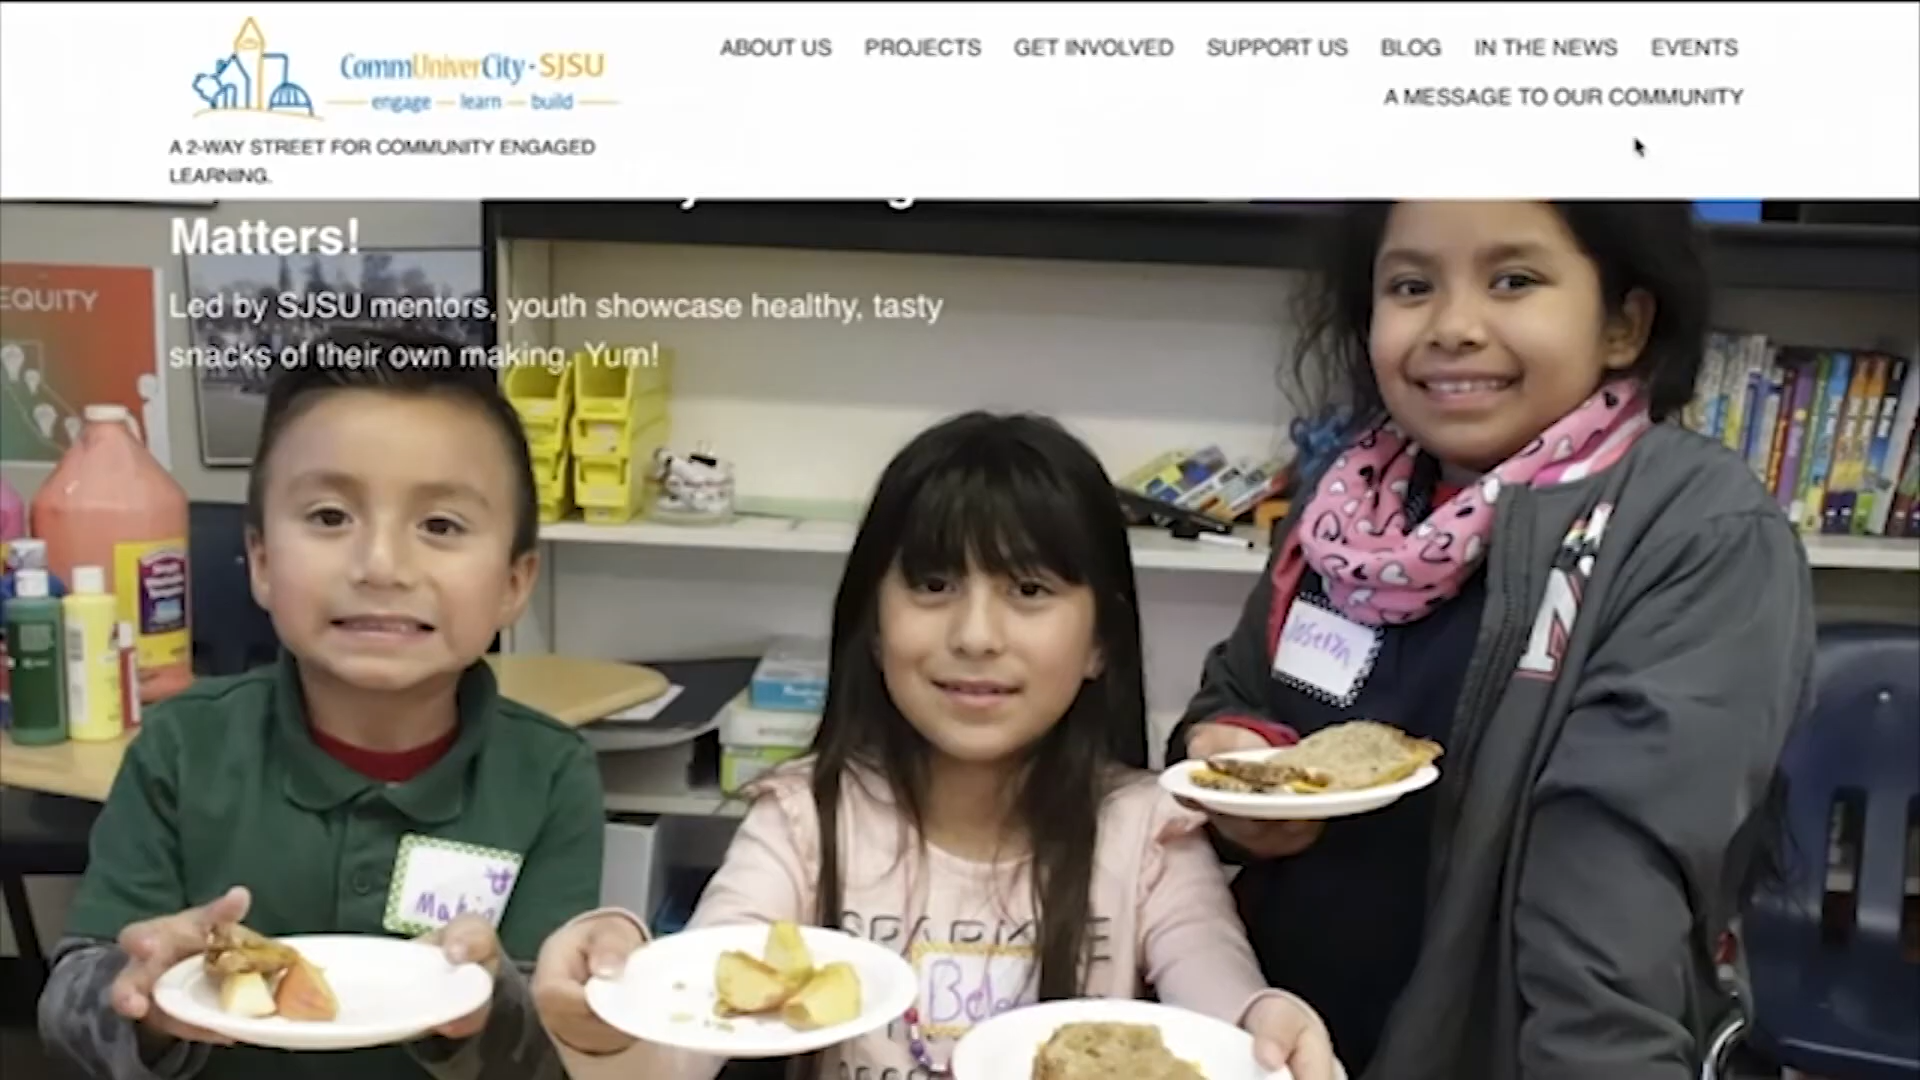 CommUniverCity · SJSU
engage — learn — build
A 2-WAY STREET FOR COMMUNITY ENGAGED
LEARNING.
ABOUT US PROJECTS GET INVOLVED SUPPORT US BLOG IN THE NEWS EVENTS
A MESSAGE TO OUR COMMUNITY
Matters!
Led by SJSU mentors, youth showcase healthy, tasty
snacks of their own making. Yum!
EQUITY